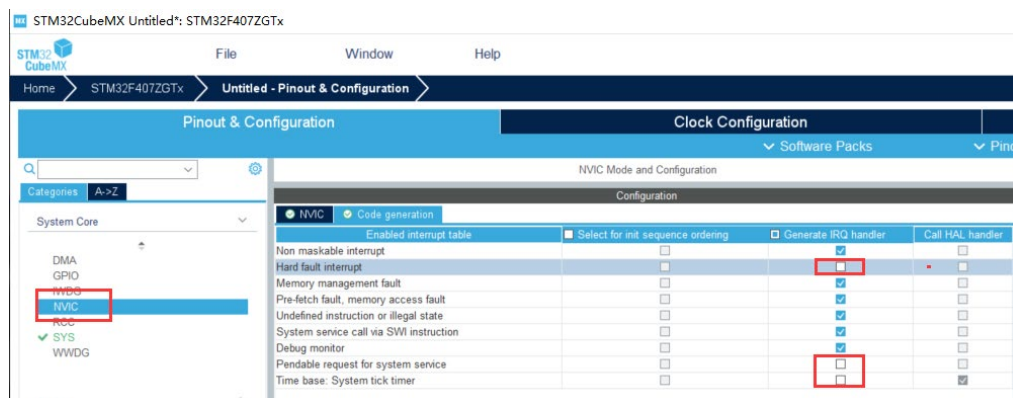 MX STM32CubeMX Untitled*: STM32F407ZGTx
STM32 CubeMX File Window Help
Home STM32F407ZGTx Untitled - Pinout & Configuration
Pinout & Configuration Clock Configuration
Software Packs Pino
NVIC Mode and Configuration
Configuration
Categories A->Z
NVIC Code generation
System Core
Enabled interrupt table Select for init sequence ordering Generate IRQ handler Call HAL handler
Non maskable interrupt
Hard fault interrupt
Memory management fault
Pre-fetch fault, memory access fault
Undefined instruction or illegal state
System service call via SWI instruction
Debug monitor
Pendable request for system service
Time base: System tick timer
DMA
GPIO
IWDG
NVIC
RCC
SYS
WWDG